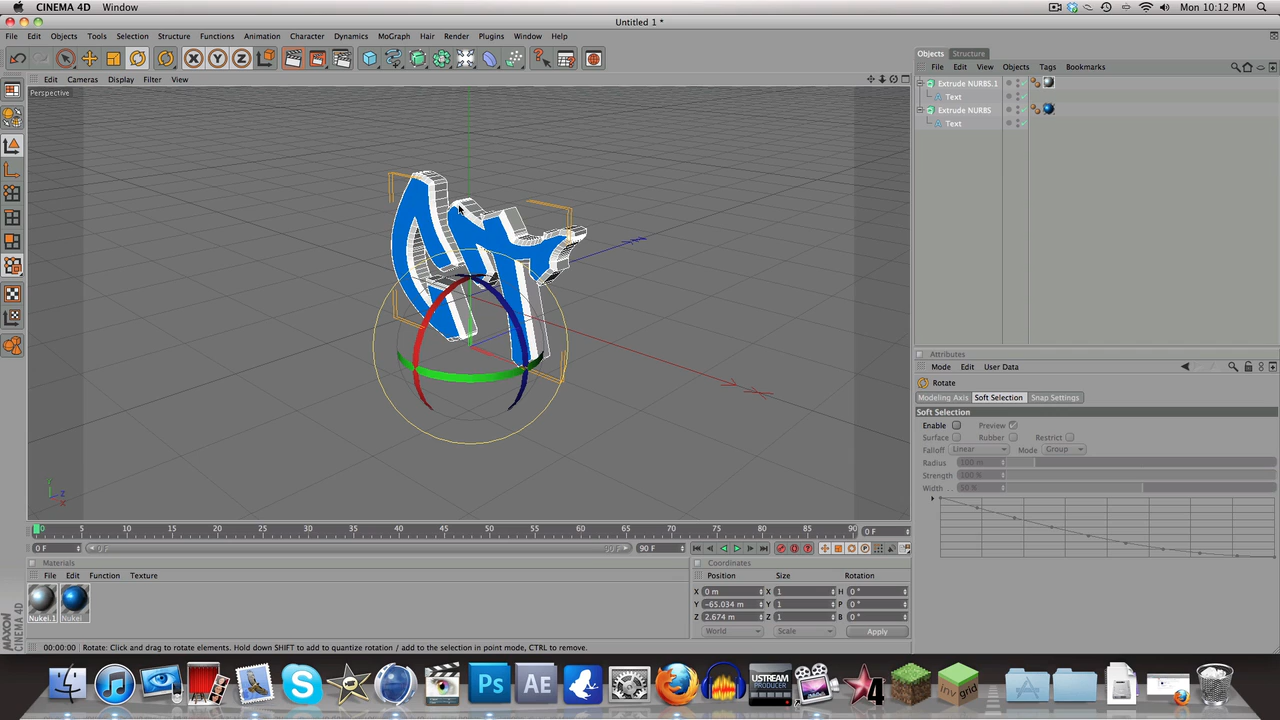 CINEMA 4D Window Mon 10:12 PM
Untitled 1 *
File Edit Objects Tools Selection Structure Functions Animation Character Dynamics MoGraph Hair Render Plugins Window Help
X Y Z
Edit Cameras Display Filter View
Perspective
Y Z X
Objects Structure
File Edit View Objects Tags Bookmarks
Extrude NURBS.1
Text
Extrude NURBS
Text
Attributes
Mode Edit User Data
Rotate
Modeling Axis Soft Selection Snap Settings
Soft Selection
Enable Preview
Surface Rubber Restrict
Falloff Linear Mode Group
Radius 100 m
Strength 100 %
Width . . 50 %
0 5 10 15 20 25 30 35 40 45 50 55 60 65 70 75 80 85 90 0 F
0 F 0 F 90 F 90 F
Materials
File Edit Function Texture
Nukei.1 Nukei
Coordinates
Position Size Rotation
X 0 m X 1 H 0 °
Y -65.034 m Y 1 P 0 °
Z 2.674 m Z 1 B 0 °
World Scale Apply
MAXON CINEMA 4D
00:00:00 Rotate: Click and drag to rotate elements. Hold down SHIFT to add to quantize rotation / add to the selection in point mode, CTRL to remove.
Ps AE USTREAM PRODUCER 4 inv grid